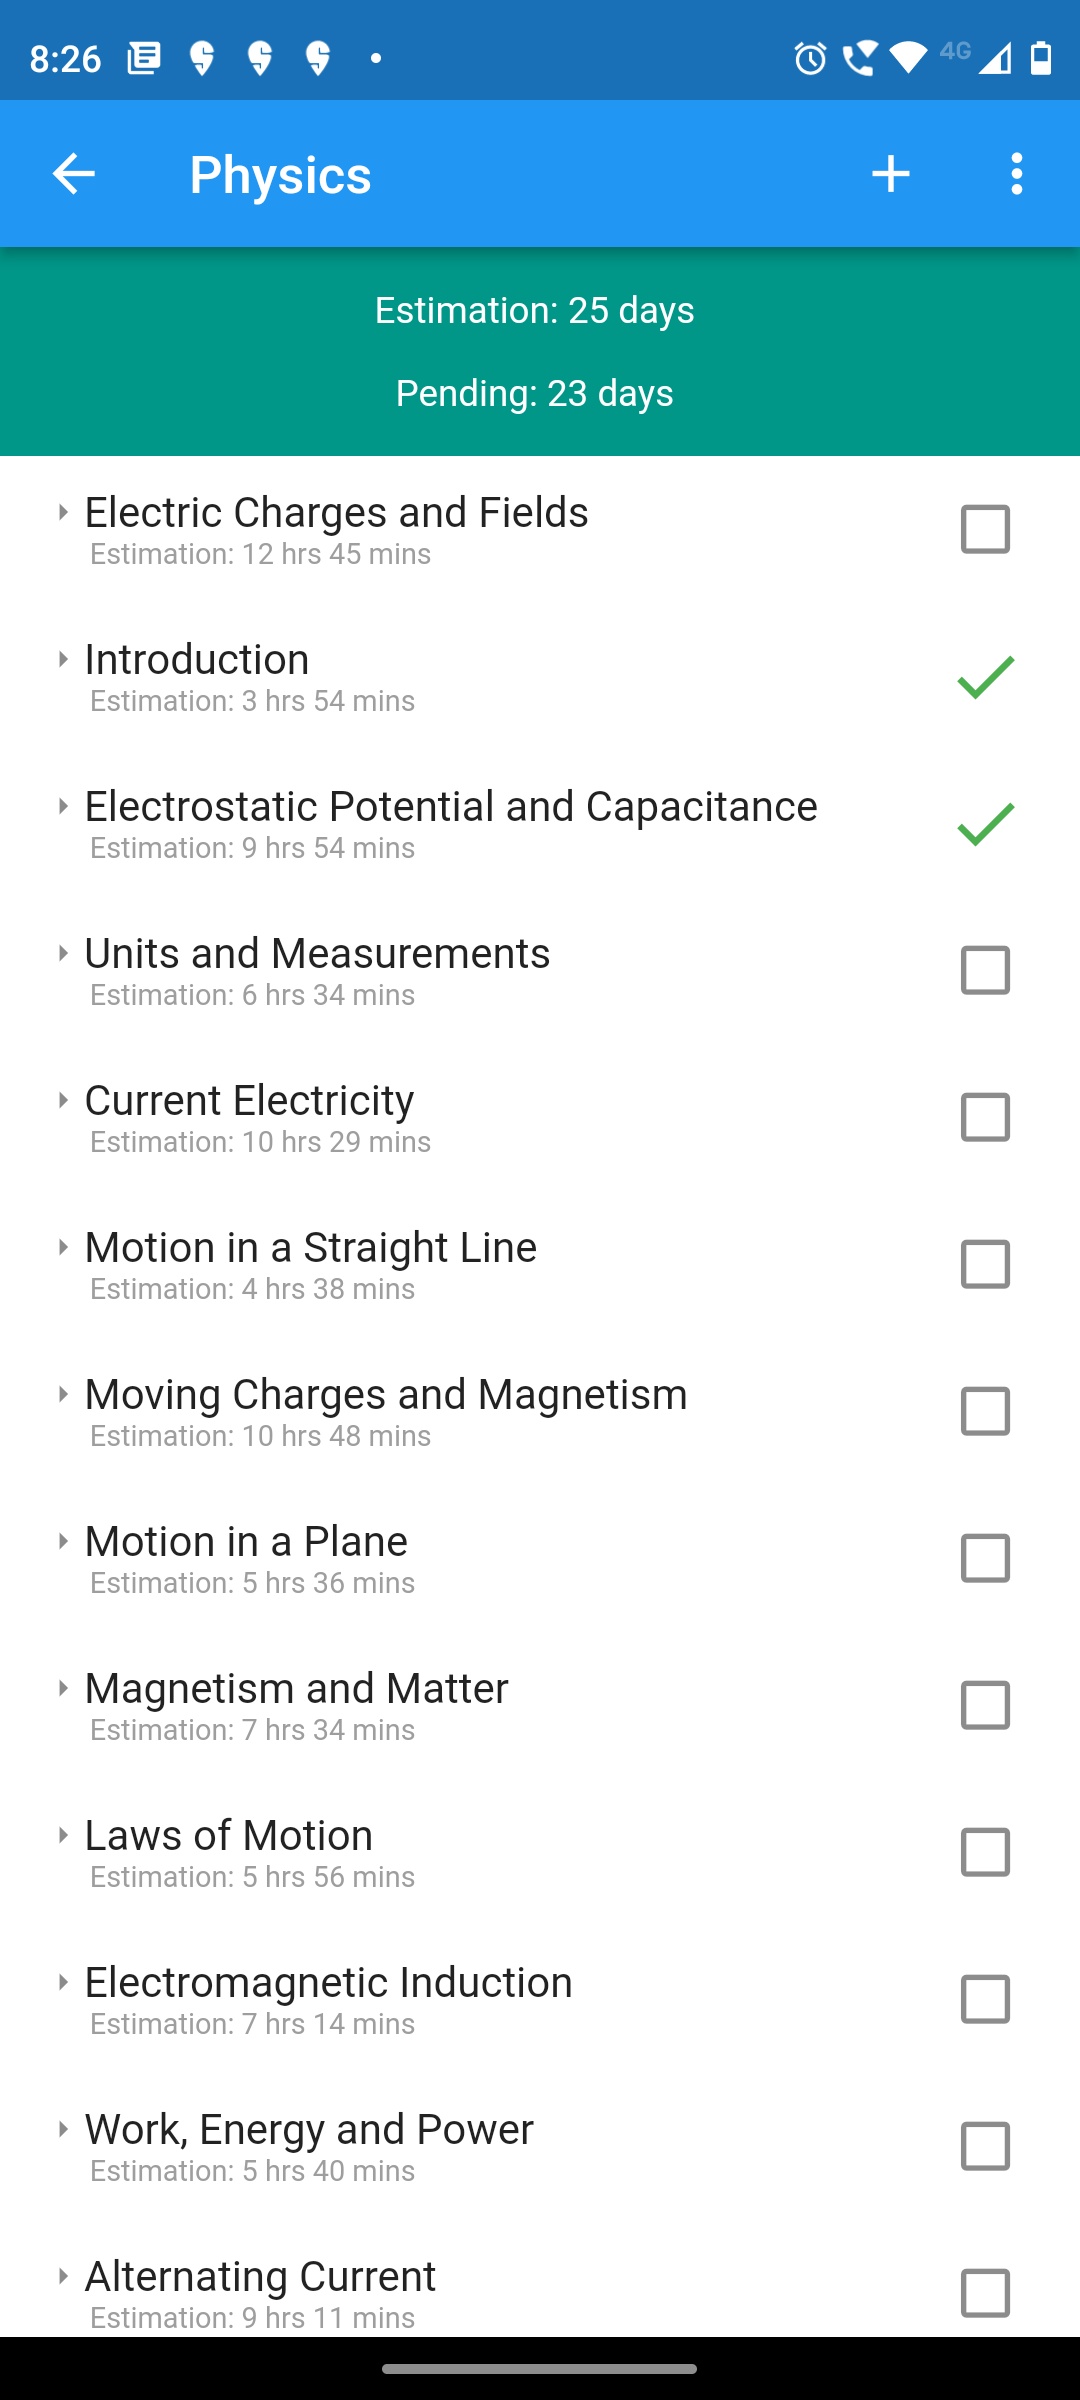 8:26
4G
Physics
Estimation: 25 days
Pending: 23 days
Electric Charges and Fields
Estimation: 12 hrs 45 mins
Introduction
Estimation: 3 hrs 54 mins
Electrostatic Potential and Capacitance
Estimation: 9 hrs 54 mins
Units and Measurements
Estimation: 6 hrs 34 mins
Current Electricity
Estimation: 10 hrs 29 mins
Motion in a Straight Line
Estimation: 4 hrs 38 mins
Moving Charges and Magnetism
Estimation: 10 hrs 48 mins
Motion in a Plane
Estimation: 5 hrs 36 mins
Magnetism and Matter
Estimation: 7 hrs 34 mins
Laws of Motion
Estimation: 5 hrs 56 mins
Electromagnetic Induction
Estimation: 7 hrs 14 mins
Work, Energy and Power
Estimation: 5 hrs 40 mins
Alternating Current
Estimation: 9 hrs 11 mins